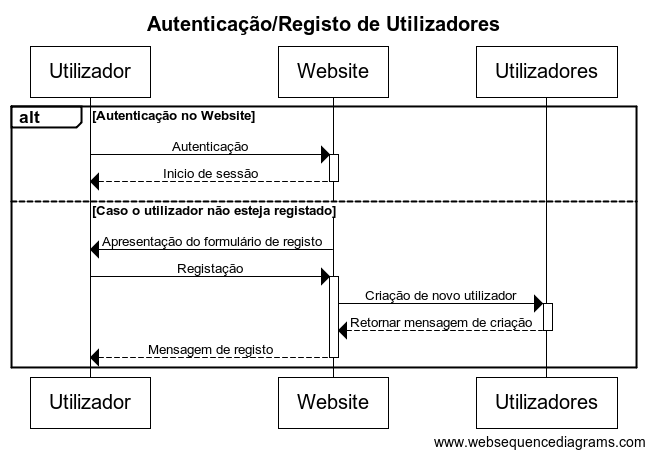 Autenticação/Registo de Utilizadores
Utilizador
Website
Utilizadores
alt
[Autenticação no Website]
Autenticação
Inicio de sessão
[Caso o utilizador não esteja registado]
Apresentação do formulário de registo
Registação
Criação de novo utilizador
Retornar mensagem de criação
Mensagem de registo
Utilizador
Website
Utilizadores
www.websequencediagrams.com